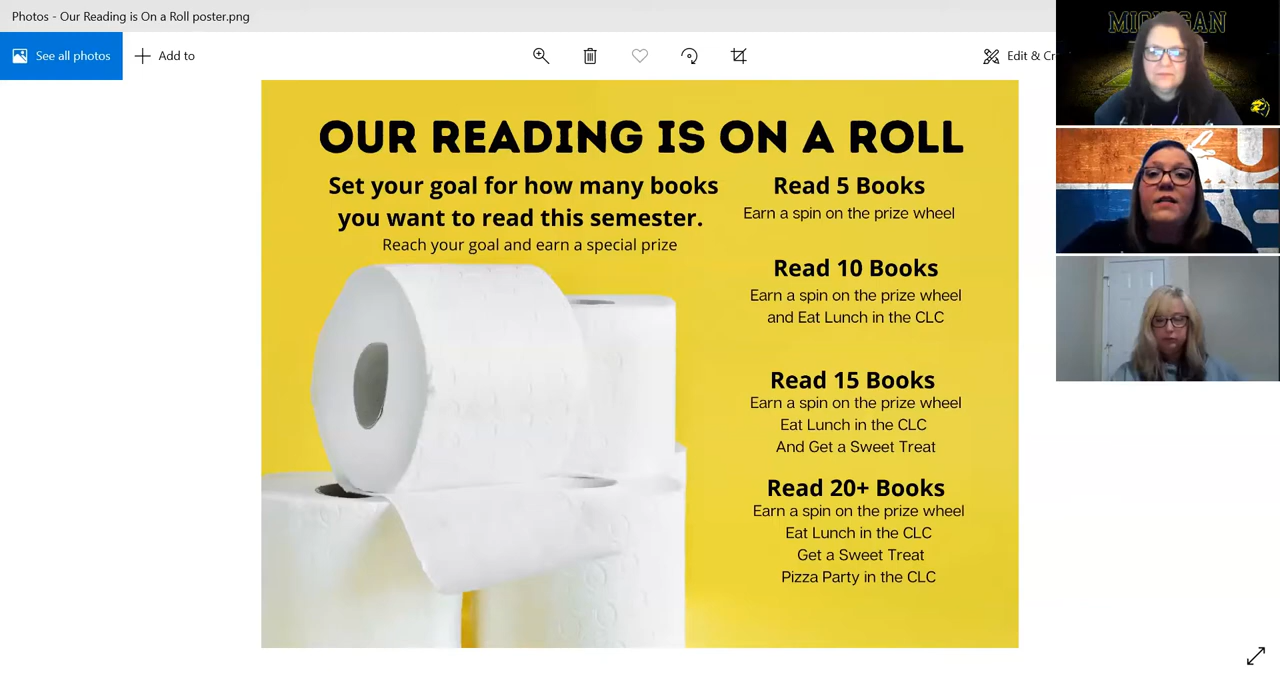 Photos - Our Reading is On a Roll poster.png
See all photos
Add to
Edit & Cr
MICHIGAN
OUR READING IS ON A ROLL
Set your goal for how many books
you want to read this semester.
Reach your goal and earn a special prize
Read 5 Books
Earn a spin on the prize wheel
Read 10 Books
Earn a spin on the prize wheel
and Eat Lunch in the CLC
Read 15 Books
Earn a spin on the prize wheel
Eat Lunch in the CLC
And Get a Sweet Treat
Read 20+ Books
Earn a spin on the prize wheel
Eat Lunch in the CLC
Get a Sweet Treat
Pizza Party in the CLC